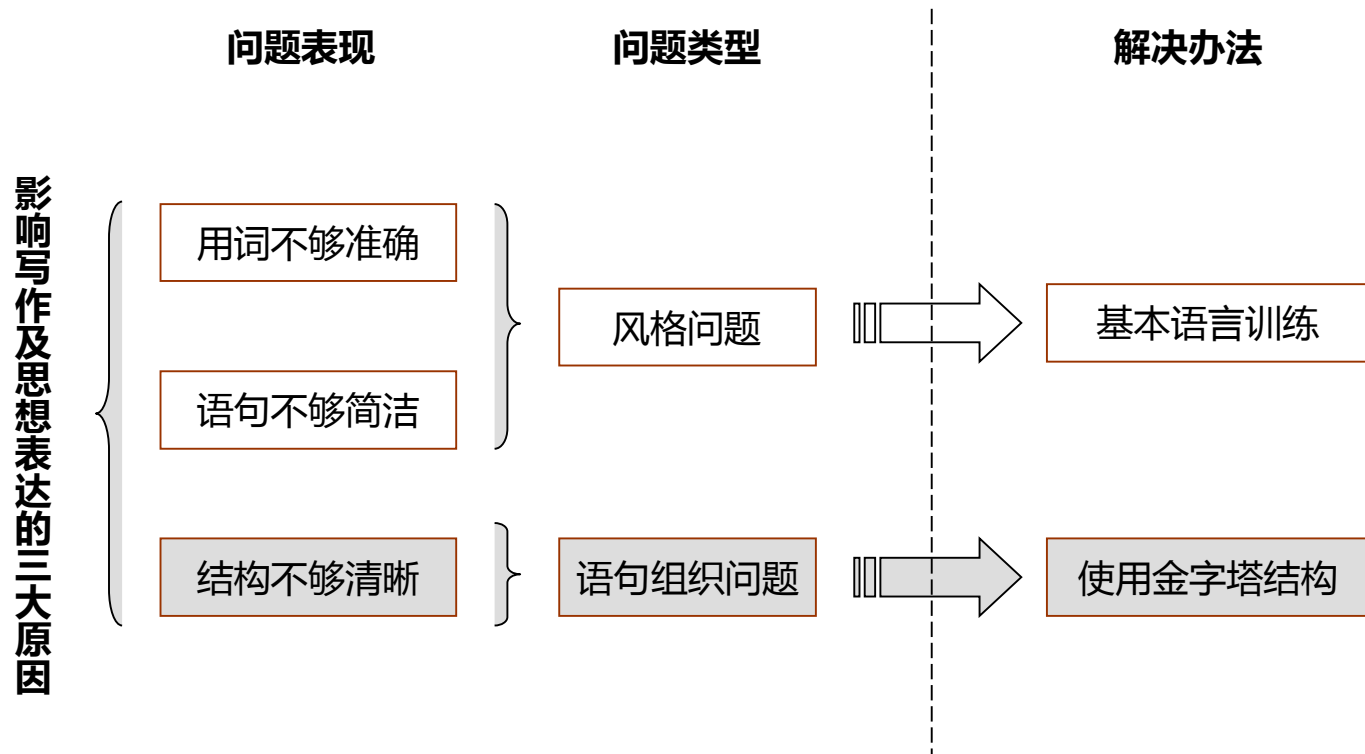 问题表现
问题类型
解决办法
影响写作及思想表达的三大原因
用词不够准确
语句不够简洁
风格问题
基本语言训练
结构不够清晰
语句组织问题
使用金字塔结构